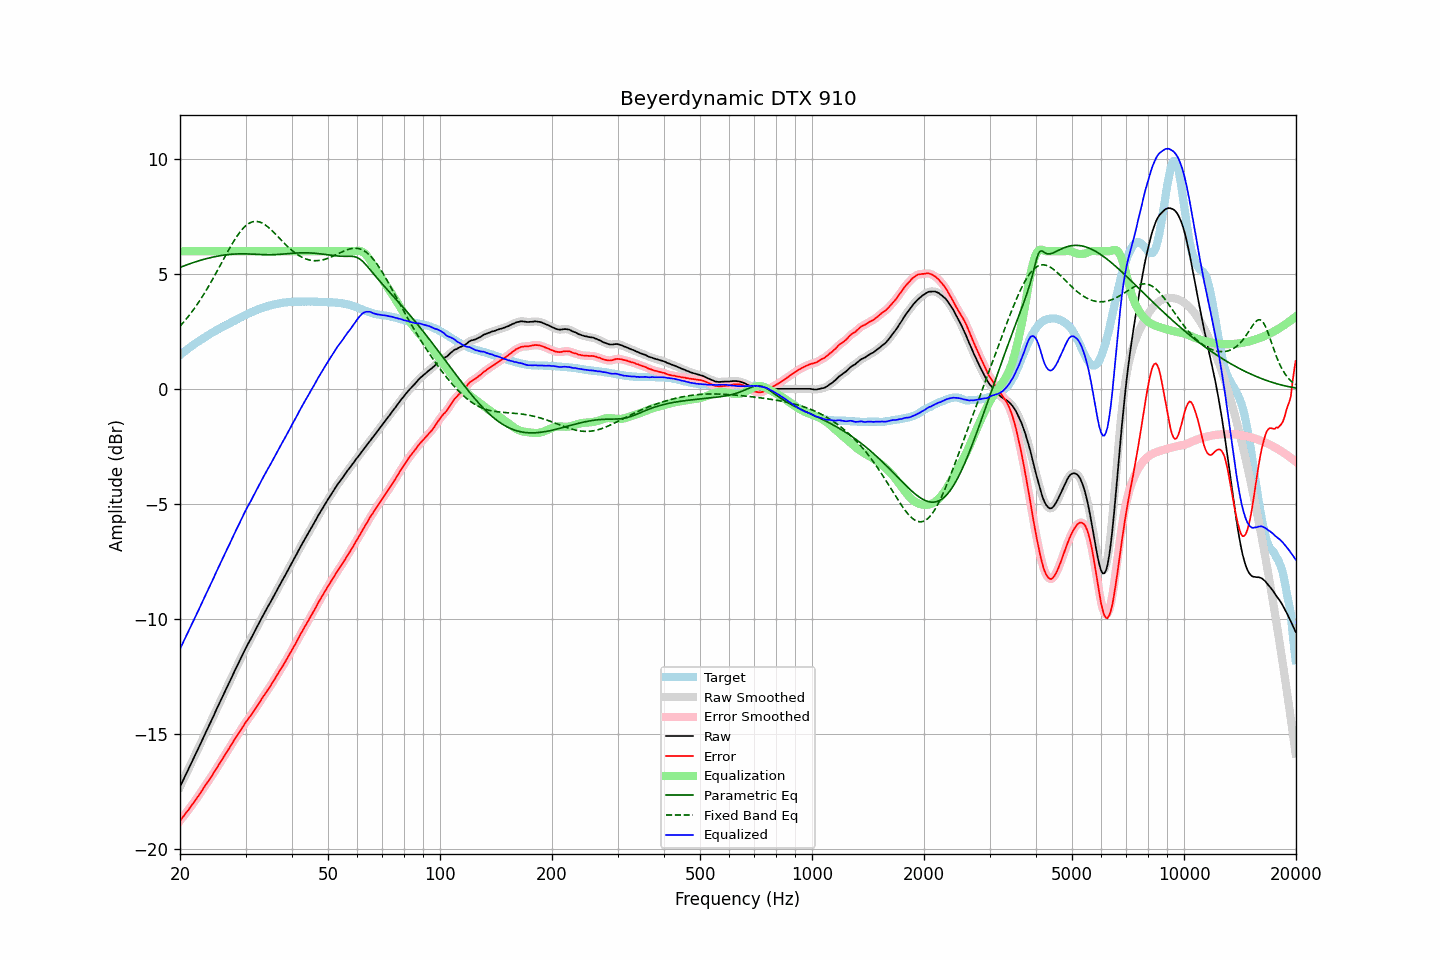 Beyerdynamic DTX 910
Amplitude (dBr)
10
5
0
−5
−10
−15
−20
Target
Raw Smoothed
Error Smoothed
Raw
Error
Equalization
Parametric Eq
Fixed Band Eq
Equalized
20 50 100 200 500 1000 2000 5000 10000 20000
Frequency (Hz)